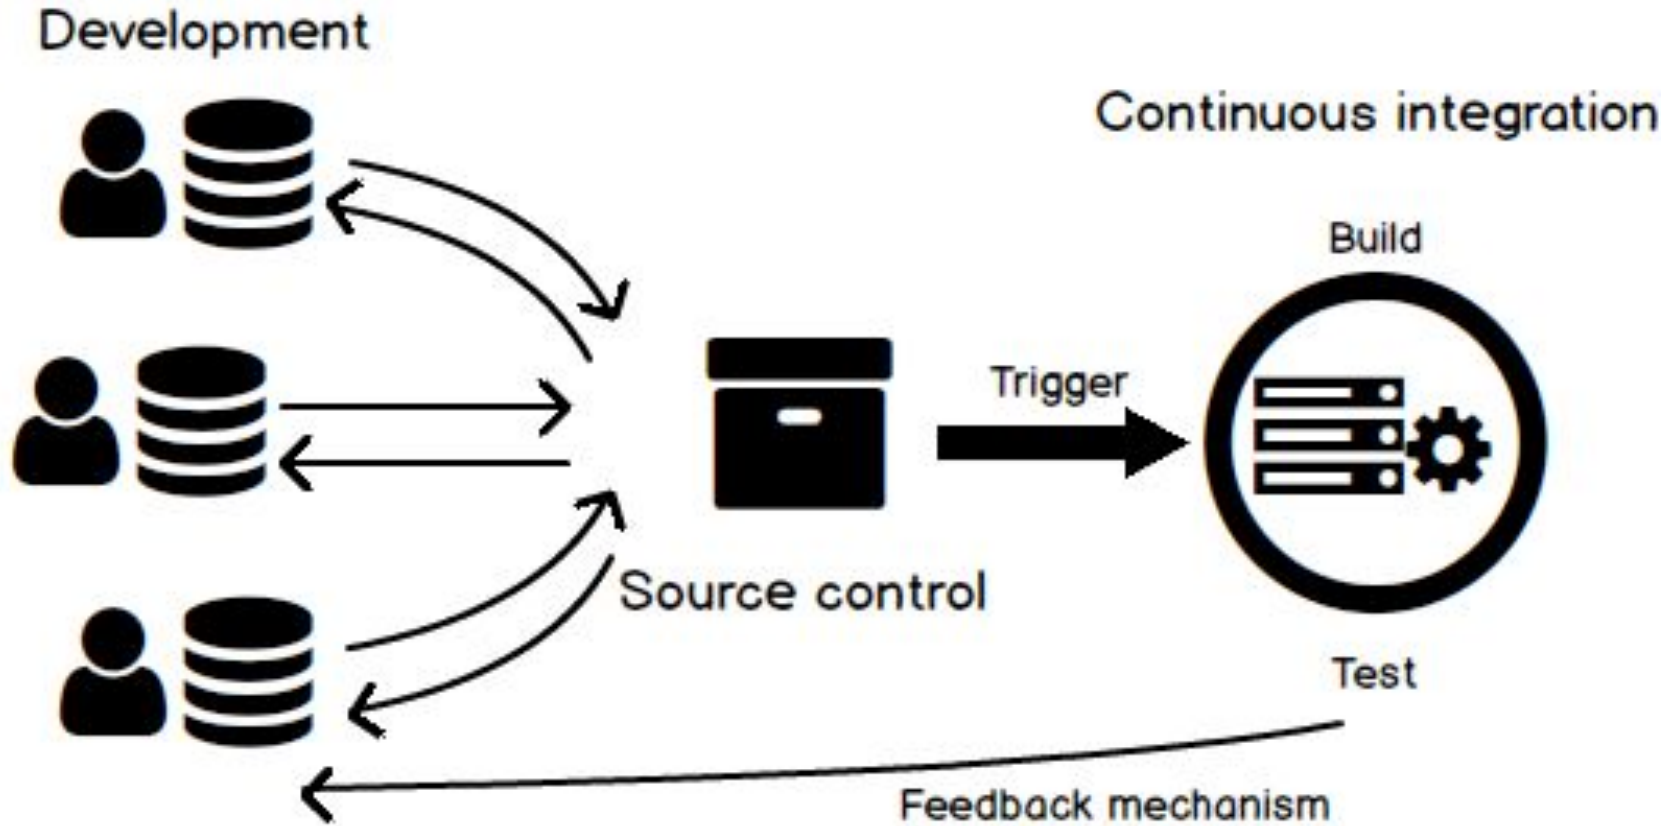 Development
Continuous integration
Build
Trigger
Source control
Test
Feedback mechanism